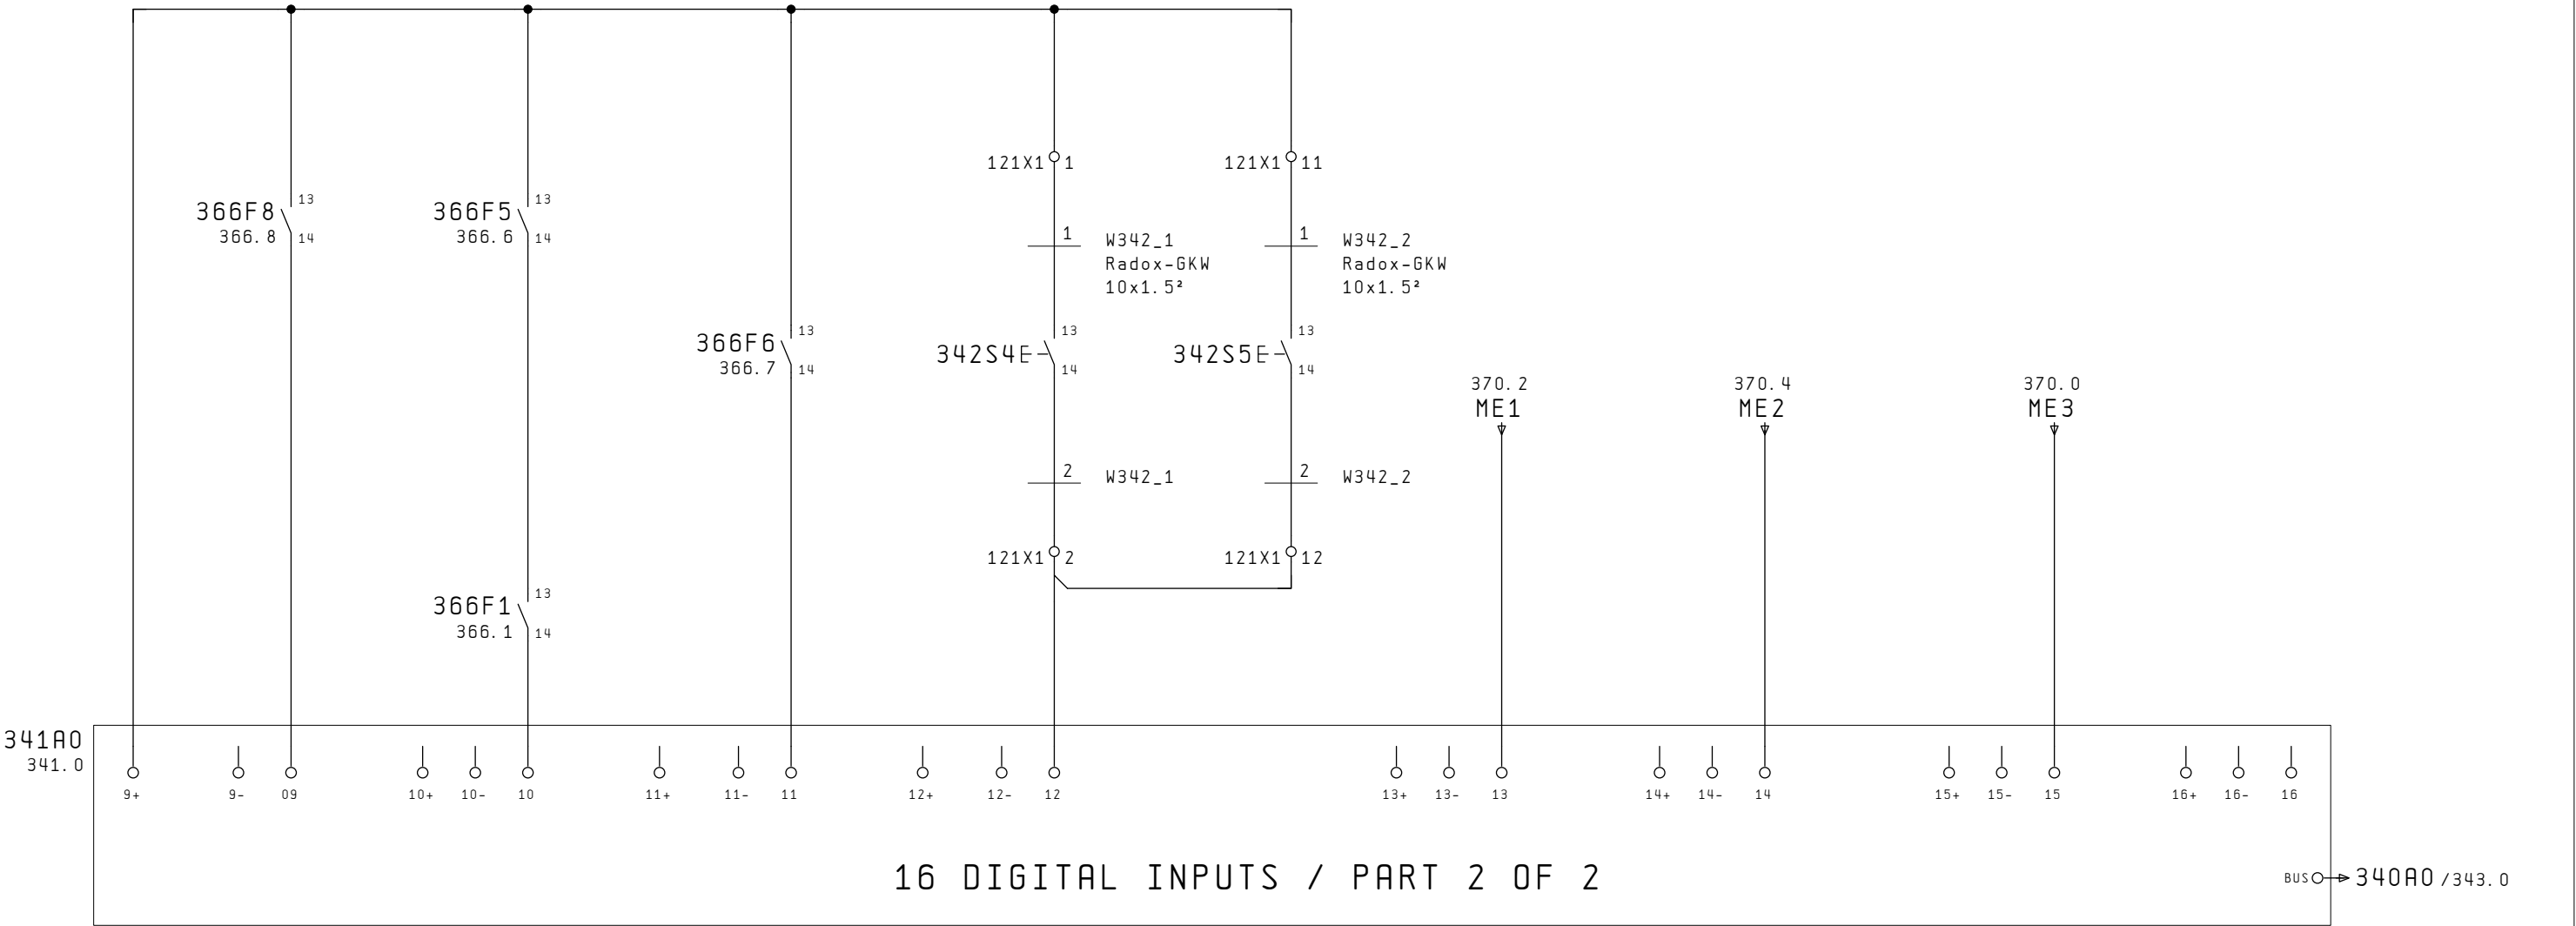 121X1 1
121X1 11
366F8 13
366.8 14
366F5 13
366.6 14
1 W342_1
Radox-GKW
10x1.5²
1 W342_2
Radox-GKW
10x1.5²
366F6 13
366.7 14
342S4 13
14
342S5 13
14
370.2
ME1
370.4
ME2
370.0
ME3
2 W342_1
2 W342_2
121X1 2
121X1 12
366F1 13
366.1 14
341A0
341.0
9+ 9- 09 10+ 10- 10 11+ 11- 11 12+ 12- 12 13+ 13- 13 14+ 14- 14 15+ 15- 15 16+ 16- 16
16 DIGITAL INPUTS / PART 2 OF 2
BUS 340A0 /343.0